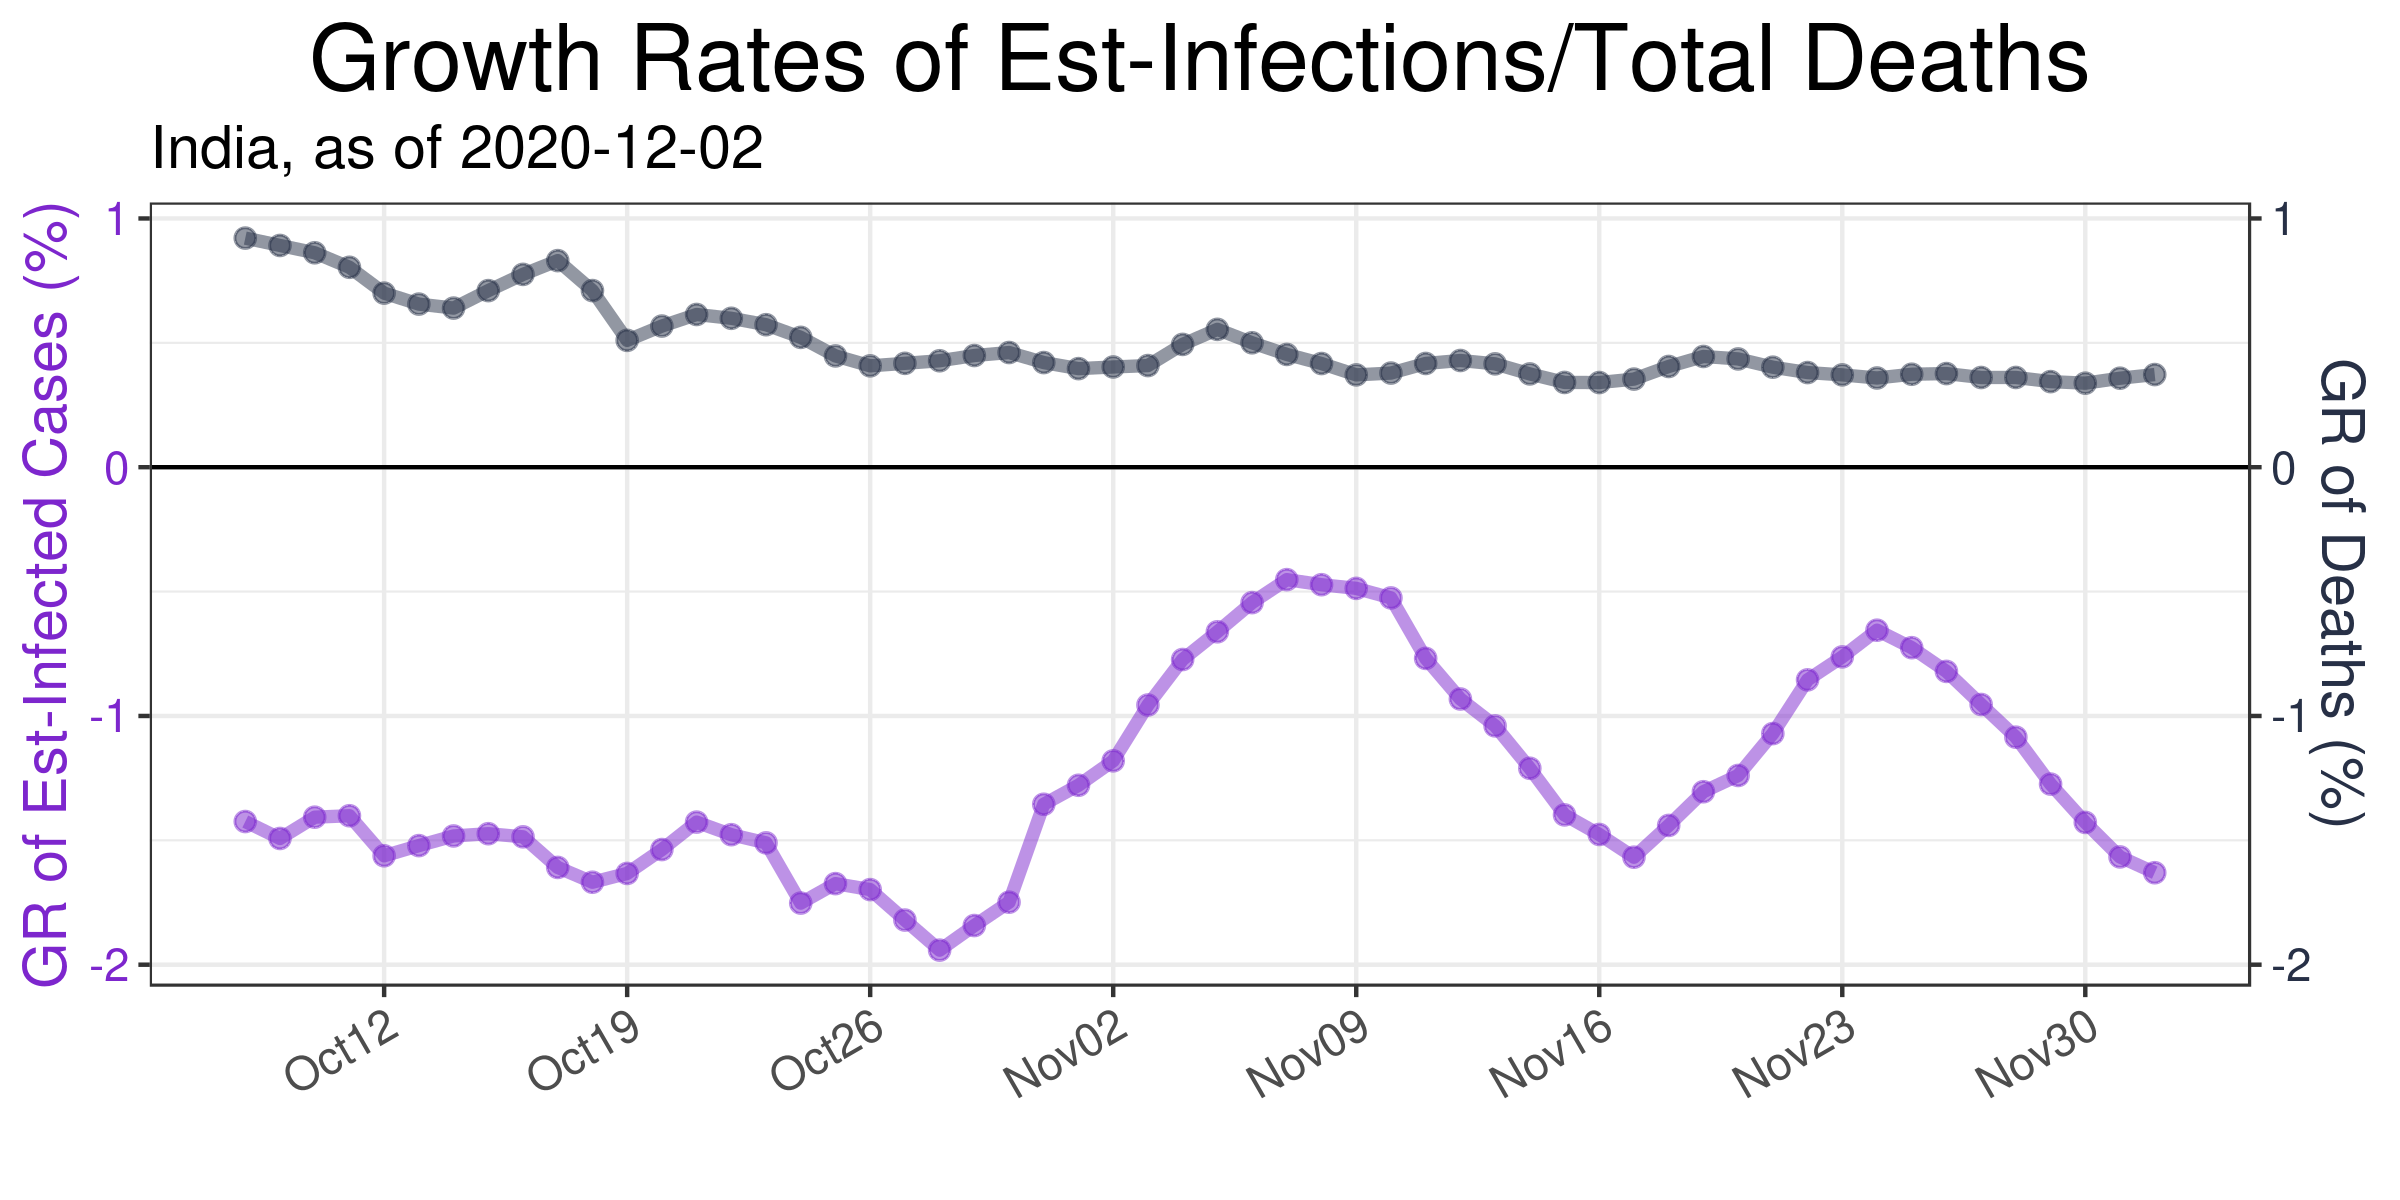 Growth Rates of Est-Infections/Total Deaths
India, as of 2020-12-02
GR of Est-Infected Cases (%)
1
0
-1
-2
1
0
-1
-2
GR of Deaths (%)
Oct12
Oct19
Oct26
Nov02
Nov09
Nov16
Nov23
Nov30